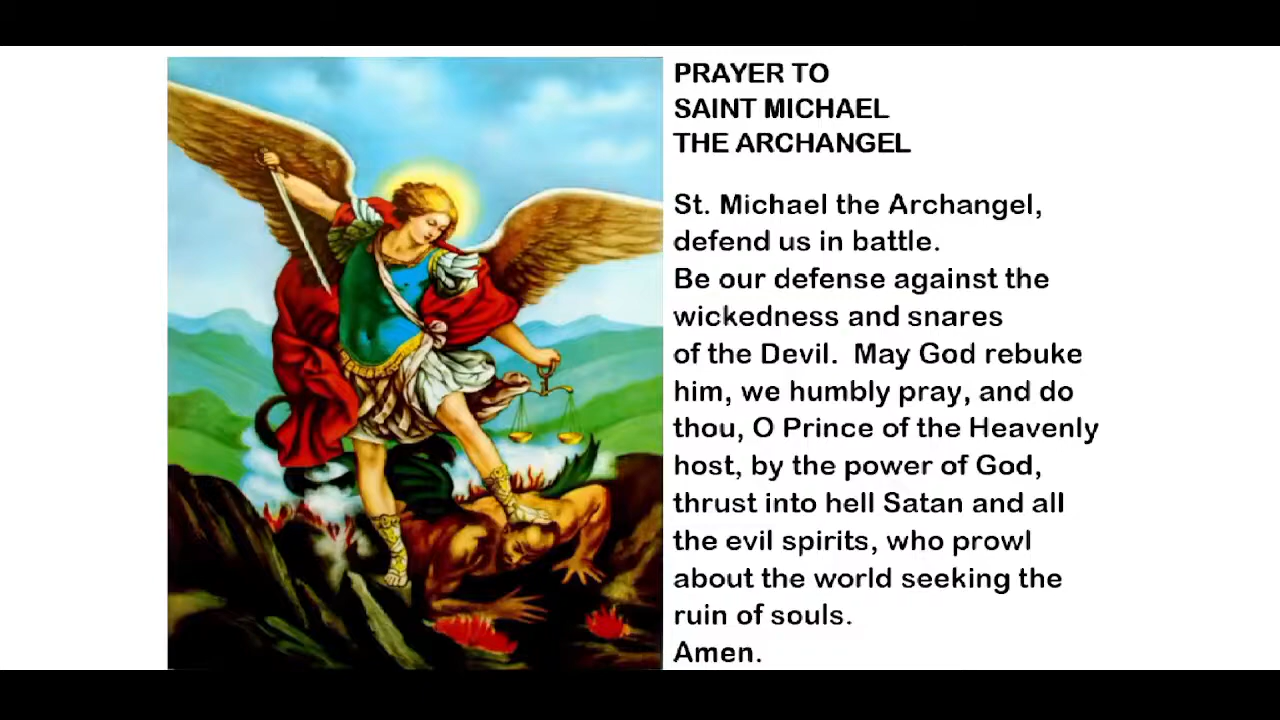 PRAYER TO
SAINT MICHAEL
THE ARCHANGEL
St. Michael the Archangel,
defend us in battle.
Be our defense against the
wickedness and snares
of the Devil.  May God rebuke
him, we humbly pray, and do
thou, O Prince of the Heavenly
host, by the power of God,
thrust into hell Satan and all
the evil spirits, who prowl
about the world seeking the
ruin of souls.
Amen.